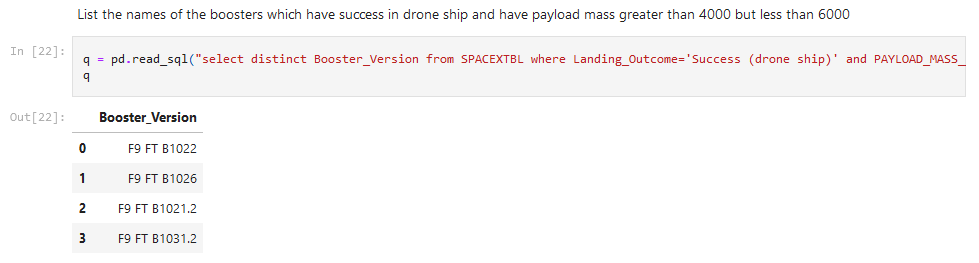 List the names of the boosters which have success in drone ship and have payload mass greater than 4000 but less than 6000
In [22]:
q = pd.read_sql("select distinct Booster_Version from SPACEXTBL where Landing_Outcome='Success (drone ship)' and PAYLOAD_MASS_
q
Out[22]:
Booster_Version
0 F9 FT B1022
1 F9 FT B1026
2 F9 FT B1021.2
3 F9 FT B1031.2